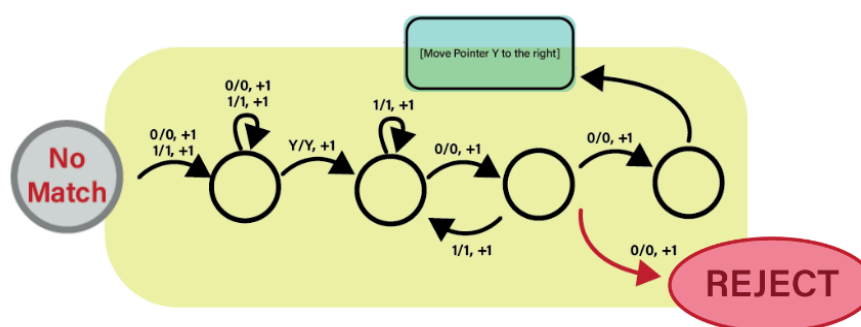 [Move Pointer Y to the right]
0/0, +1
1/1, +1
1/1, +1
0/0, +1
1/1, +1
Y/Y, +1
0/0, +1
0/0, +1
No
Match
1/1, +1
0/0, +1
REJECT